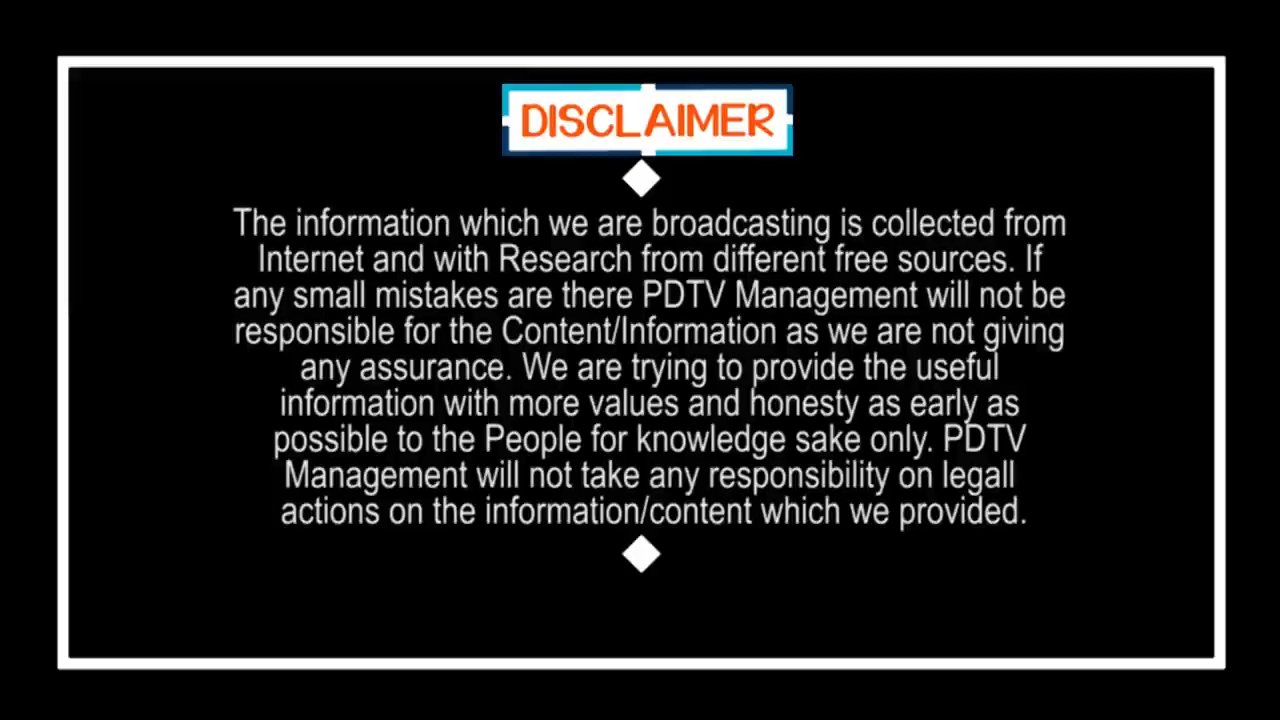 DISCLAIMER
The information which we are broadcasting is collected from
Internet and with Research from different free sources. If
any small mistakes are there PDTV Management will not be
responsible for the Content/Information as we are not giving
any assurance. We are trying to provide the useful
information with more values and honesty as early as
possible to the People for knowledge sake only. PDTV
Management will not take any responsibility on legall
actions on the information/content which we provided.